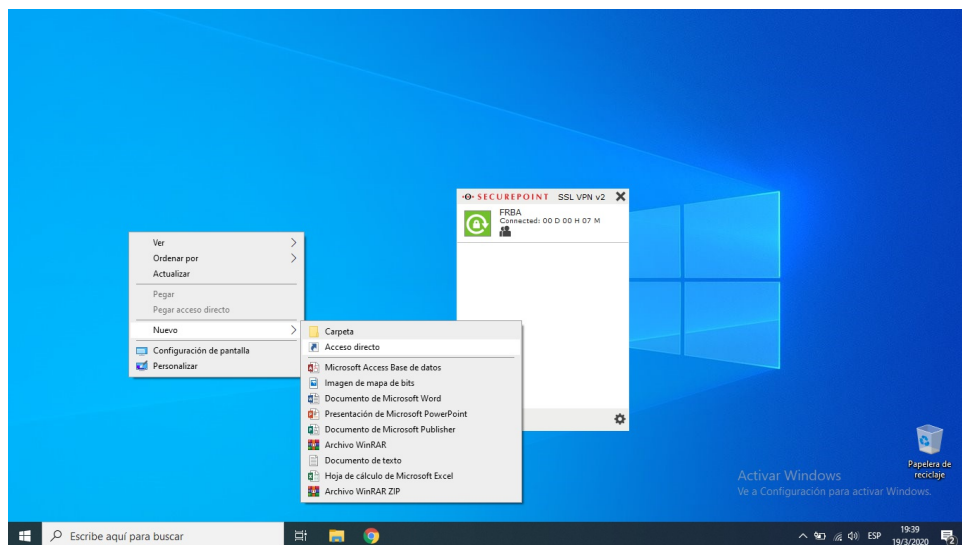 SECUREPOINT SSL VPN v2
FRBA
Connected: 00 D 00 H 07 M
Ver
Ordenar por
Actualizar
Pegar
Pegar acceso directo
Nuevo
Configuración de pantalla
Personalizar
Carpeta
Acceso directo
Microsoft Access Base de datos
Imagen de mapa de bits
Documento de Microsoft Word
Presentación de Microsoft PowerPoint
Documento de Microsoft Publisher
Archivo WinRAR
Documento de texto
Hoja de cálculo de Microsoft Excel
Archivo WinRAR ZIP
Papelera de
reciclaje
Activar Windows
Ve a Configuración para activar Windows.
Escribe aquí para buscar
ESP
19:39
19/3/2020
2